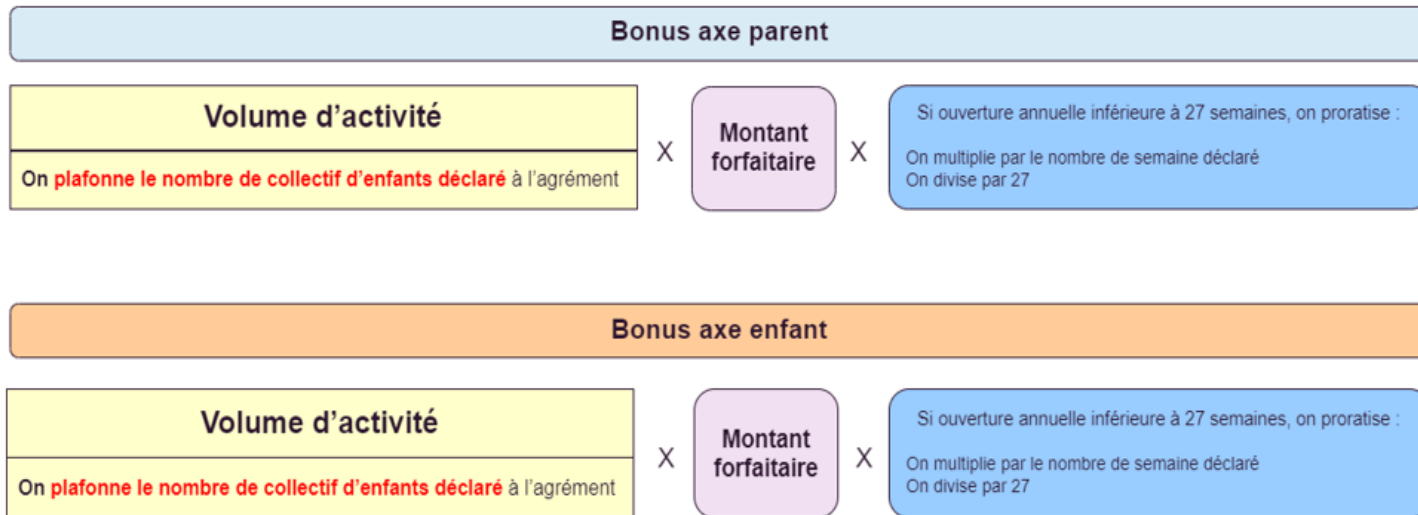 Bonus axe parent
Volume d'activité
On plafonne le nombre de collectif d'enfants déclaré à l'agrément
X
Montant
forfaitaire
X
Si ouverture annuelle inférieure à 27 semaines, on proratise :
On multiplie par le nombre de semaine déclaré
On divise par 27
Bonus axe enfant
Volume d'activité
On plafonne le nombre de collectif d'enfants déclaré à l'agrément
X
Montant
forfaitaire
X
Si ouverture annuelle inférieure à 27 semaines, on proratise :
On multiplie par le nombre de semaine déclaré
On divise par 27